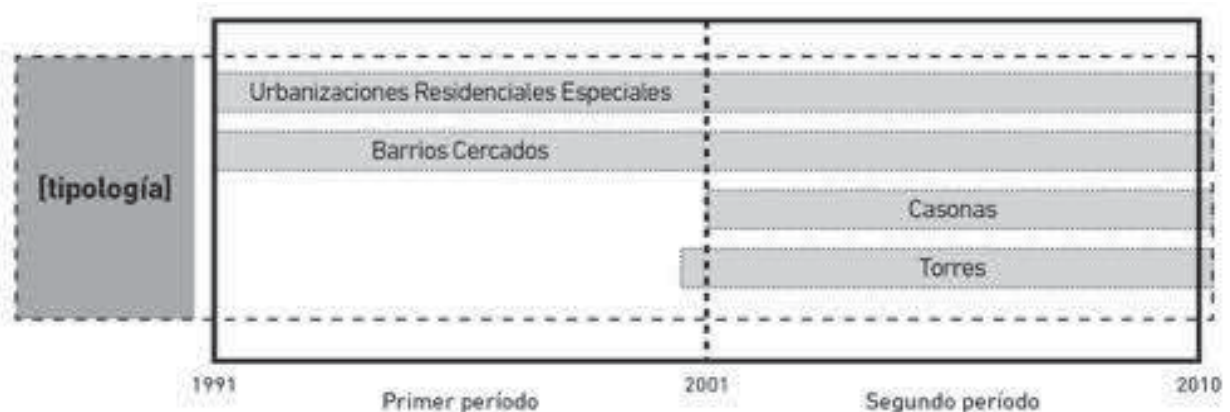 Urbanizaciones Residenciales Especiales
Barrios Cercados
[tipología]
Casonas
Torres
1991
2001
2010
Primer período
Segundo período